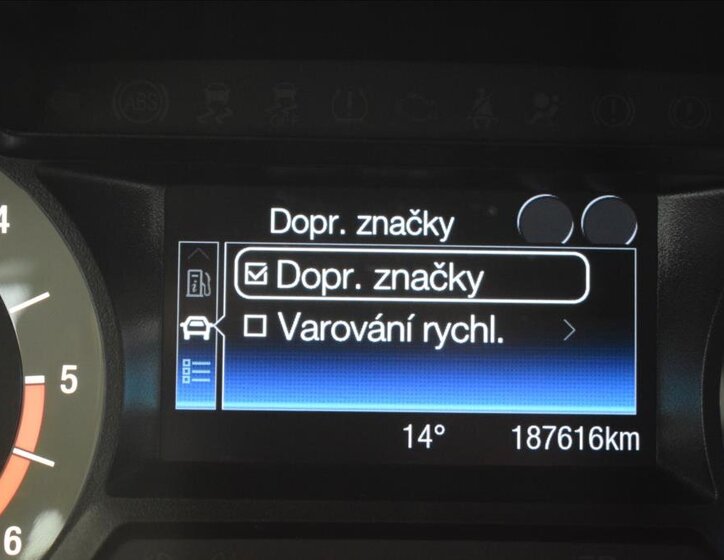 ABS
4
5
6
Dopr. značky
Dopr. značky
Varování rychl.
14°
187616km